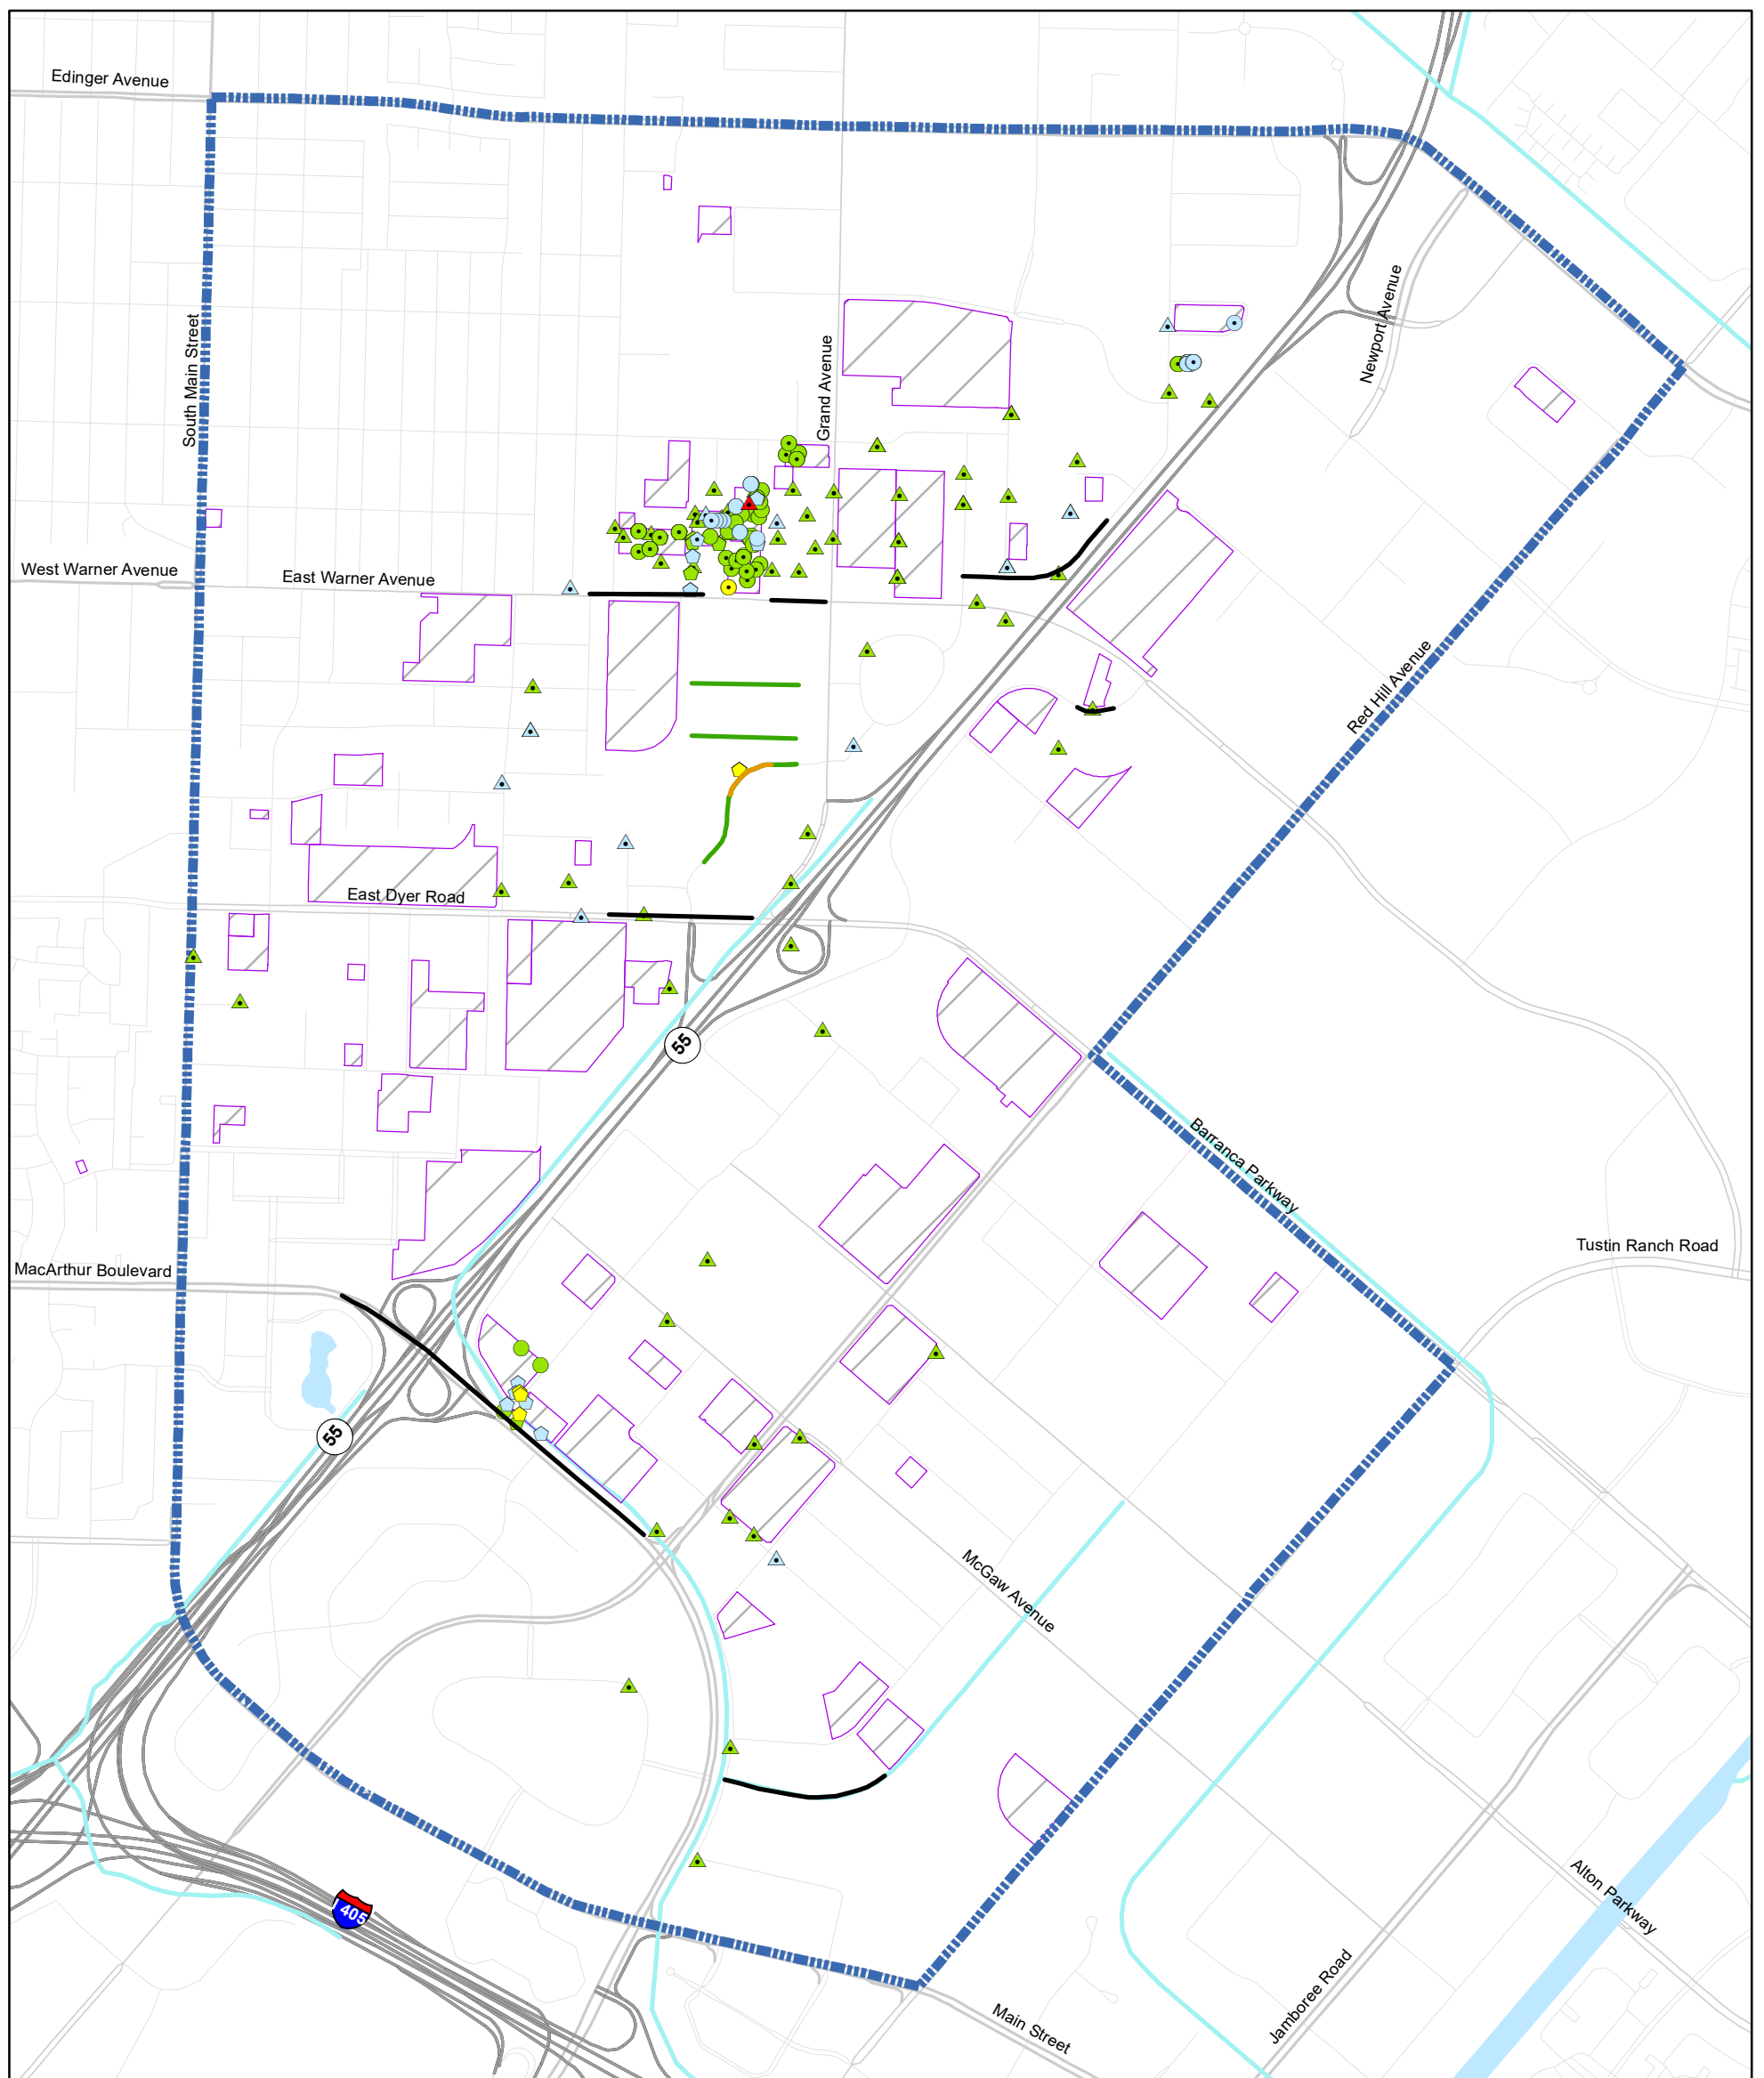 Edinger Avenue
Newport Avenue
South Main Street
Grand Avenue
West Warner Avenue
East Warner Avenue
Red Hill Avenue
East Dyer Road
55
Barranca Parkway
Tustin Ranch Road
MacArthur Boulevard
55
McGaw Avenue
Alton Parkway
405
Jamboree Road
Main Street